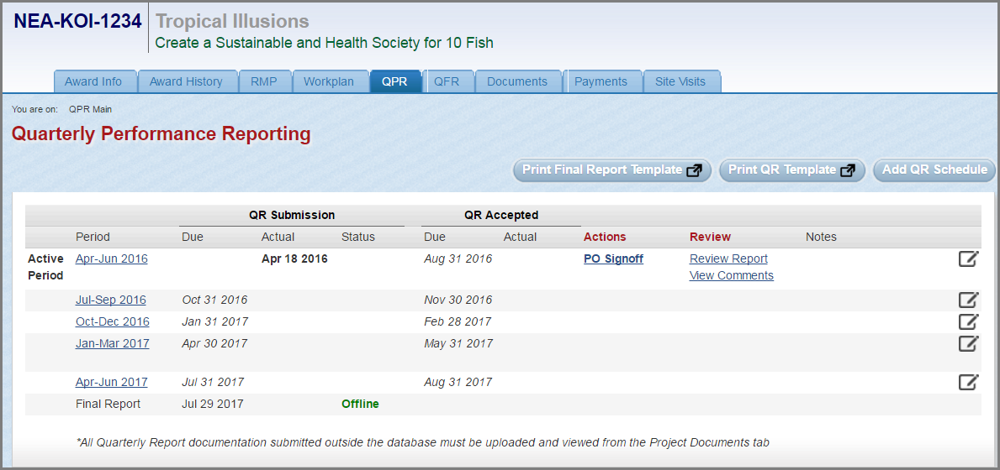 NEA-KOI-1234 Tropical Illusions
Create a Sustainable and Health Society for 10 Fish
Award Info Award History RMP Workplan QPR QFR Documents Payments Site Visits
You are on: QPR Main
Quarterly Performance Reporting
Print Final Report Template Print QR Template Add QR Schedule
QR Submission QR Accepted
Period Due Actual Status Due Actual Actions Review Notes
Active Period Apr-Jun 2016 Apr 18 2016 Aug 31 2016 PO Signoff Review Report
View Comments
Jul-Sep 2016 Oct 31 2016 Nov 30 2016
Oct-Dec 2016 Jan 31 2017 Feb 28 2017
Jan-Mar 2017 Apr 30 2017 May 31 2017
Apr-Jun 2017 Jul 31 2017 Aug 31 2017
Final Report Jul 29 2017 Offline
*All Quarterly Report documentation submitted outside the database must be uploaded and viewed from the Project Documents tab